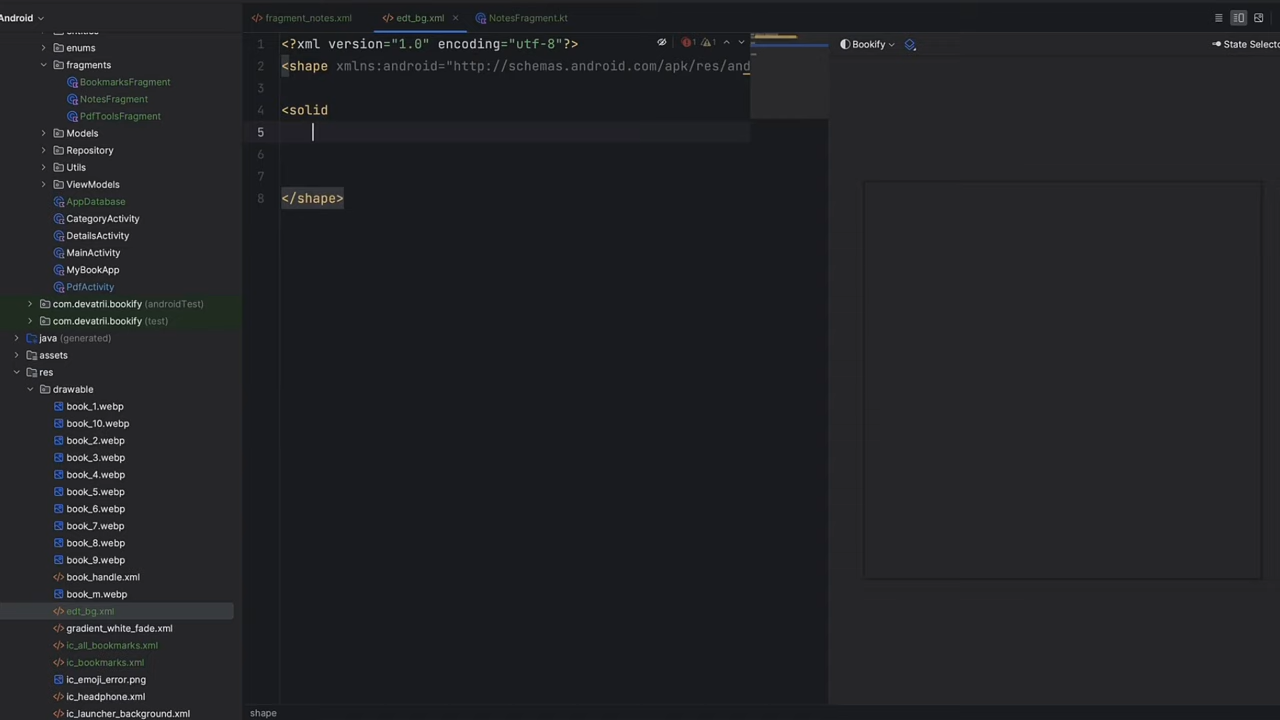 Android
fragment_notes.xml
edt_bg.xml
NotesFragment.kt
enums
fragments
BookmarksFragment
NotesFragment
PdfToolsFragment
Models
Repository
Utils
ViewModels
AppDatabase
CategoryActivity
DetailsActivity
MainActivity
MyBookApp
PdfActivity
com.devatrii.bookify (androidTest)
com.devatrii.bookify (test)
java (generated)
assets
res
drawable
book_1.webp
book_10.webp
book_2.webp
book_3.webp
book_4.webp
book_5.webp
book_6.webp
book_7.webp
book_8.webp
book_9.webp
book_handle.xml
book_m.webp
edt_bg.xml
gradient_white_fade.xml
ic_all_bookmarks.xml
ic_bookmarks.xml
ic_emoji_error.png
ic_headphone.xml
ic_launcher_background.xml
1 <?xml version="1.0" encoding="utf-8"?>
2 <shape xmlns:android="http://schemas.android.com/apk/res/and
3
4 <solid
5
6
7
8 </shape>
1 1
shape
Bookify
State Selecto